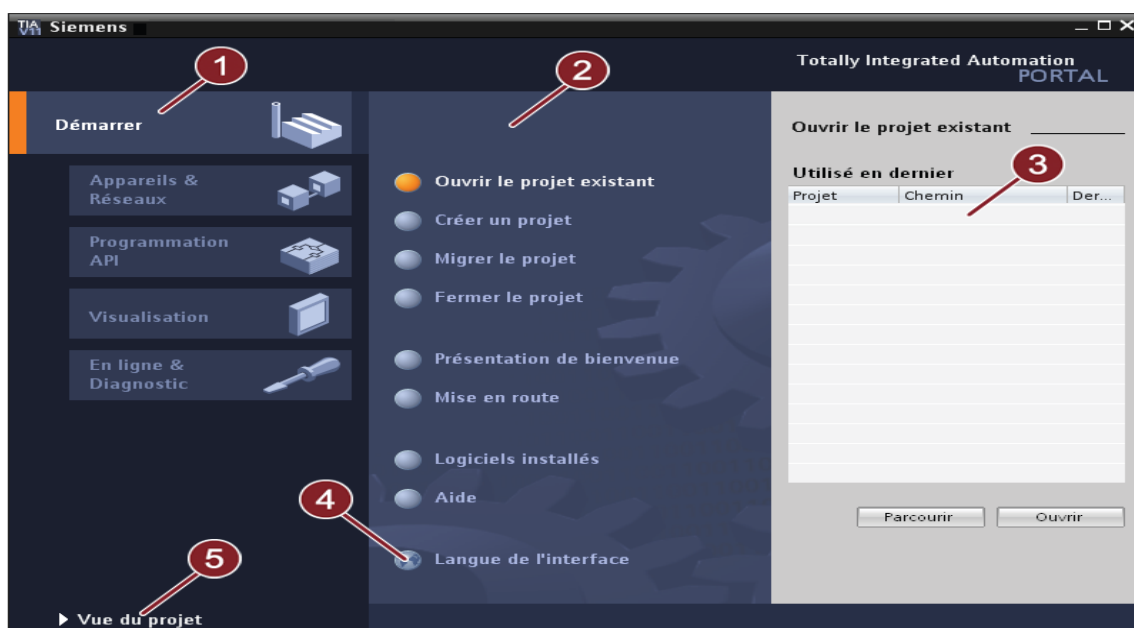 TIA
V11 Siemens
Totally Integrated Automation
PORTAL
1
2
3
4
5
Démarrer
Appareils &
Réseaux
Programmation
API
Visualisation
En ligne &
Diagnostic
Vue du projet
Ouvrir le projet existant
Créer un projet
Migrer le projet
Fermer le projet
Présentation de bienvenue
Mise en route
Logiciels installés
Aide
Langue de l'interface
Ouvrir le projet existant
Utilisé en dernier
Projet Chemin Der...
Parcourir Ouvrir